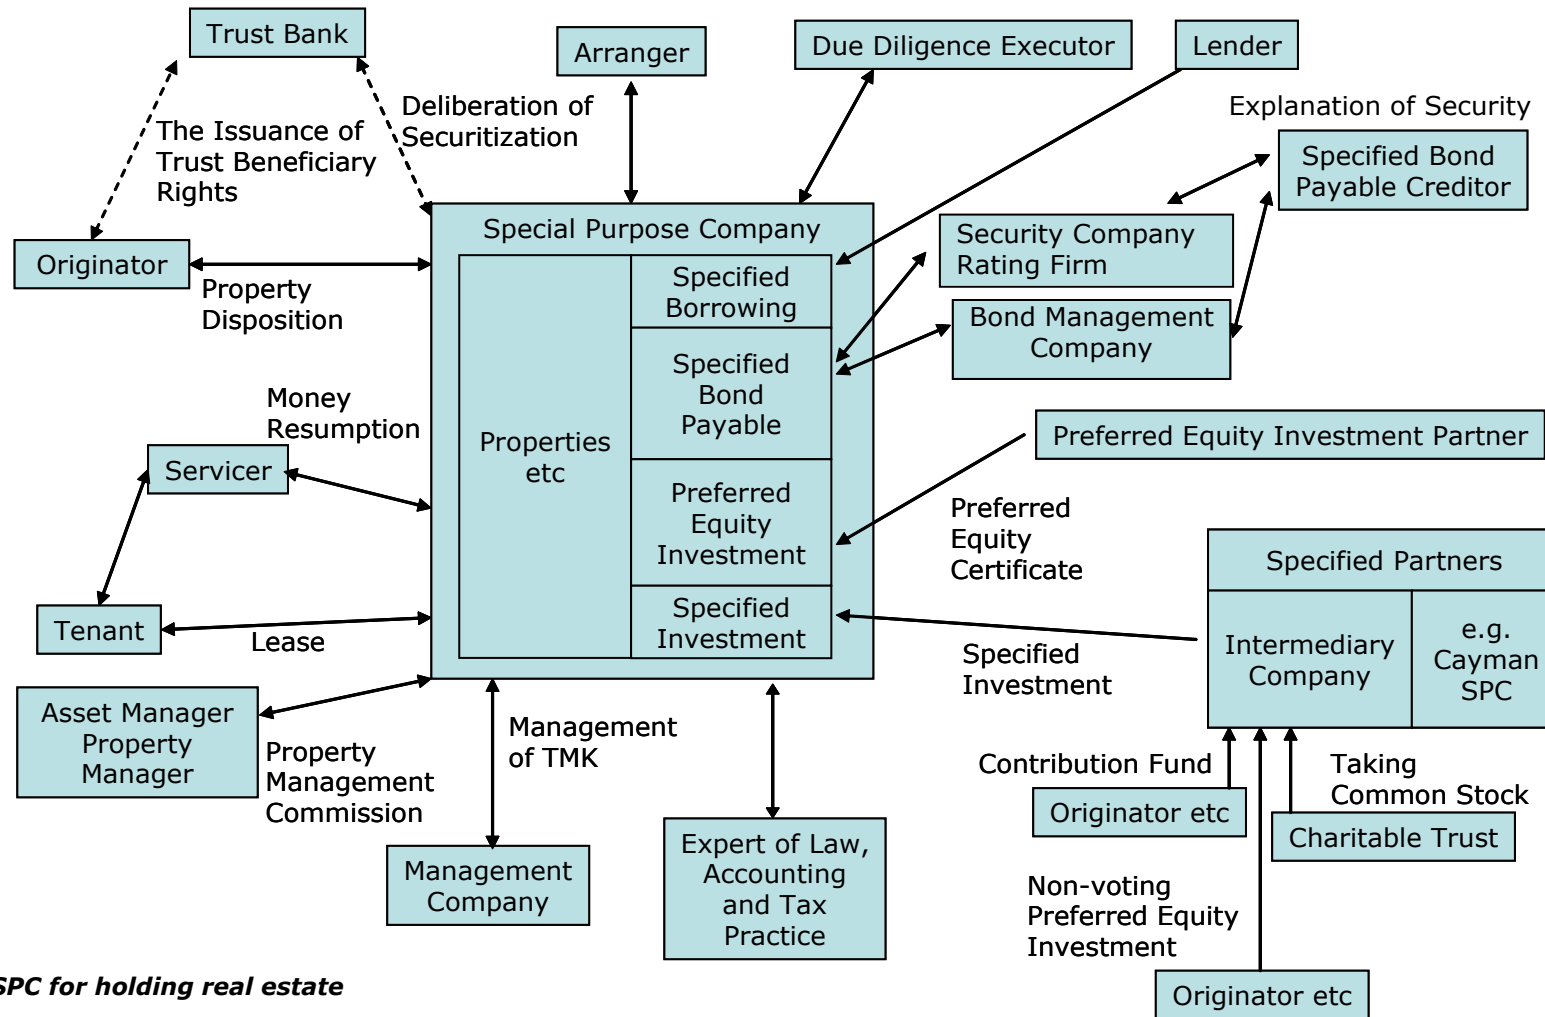 Trust Bank
Arranger
Due Diligence Executor
Lender
Deliberation of
Securitization
Explanation of Security
The Issuance of
Trust Beneficiary
Rights
Specified Bond
Payable Creditor
Originator
Property
Disposition
Special Purpose Company
Specified
Borrowing
Security Company
Rating Firm
Bond Management
Company
Specified
Bond
Payable
Properties
etc
Money
Resumption
Servicer
Preferred Equity Investment Partner
Preferred
Equity
Investment
Preferred
Equity
Certificate
Specified Partners
Intermediary
Company
e.g.
Cayman
SPC
Tenant
Lease
Specified
Investment
Specified
Investment
Asset Manager
Property
Manager
Property
Management
Commission
Management
of TMK
Contribution Fund
Taking
Common Stock
Originator etc
Charitable Trust
Management
Company
Expert of Law,
Accounting
and Tax
Practice
Non-voting
Preferred Equity
Investment
Originator etc
SPC for holding real estate